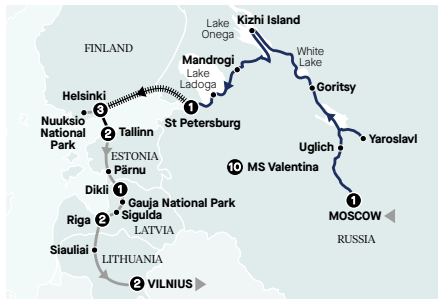 Lake
Onega
Kizhi Island
FINLAND
White
Lake
Mandrogi
Lake
Ladoga
Goritsy
Helsinki
3
1
St Petersburg
Nuuksio
National
Park
2
Tallinn
Yaroslavl
Uglich
ESTONIA
Pärnu
10
MS Valentina
Dikli
1
Gauja National Park
1
MOSCOW
Riga
2
Sigulda
LATVIA
RUSSIA
Siauliai
LITHUANIA
2
VILNIUS